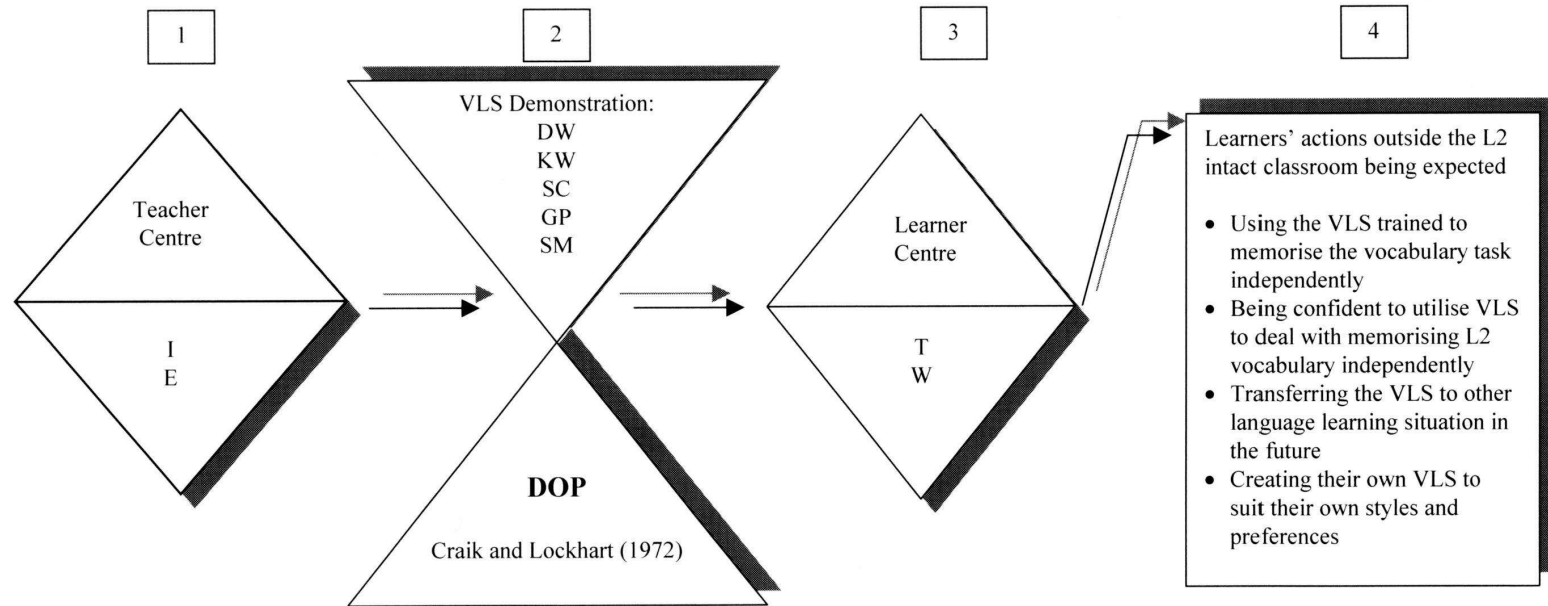 1
2
3
4
Teacher
Centre
I
E
VLS Demonstration:
DW
KW
SC
GP
SM
DOP
Craik and Lockhart (1972)
Learner
Centre
T
W
Learners’ actions outside the L2
intact classroom being expected
• Using the VLS trained to
memorise the vocabulary task
independently
• Being confident to utilise VLS
to deal with memorising L2
vocabulary independently
• Transferring the VLS to other
language learning situation in
the future
• Creating their own VLS to
suit their own styles and
preferences